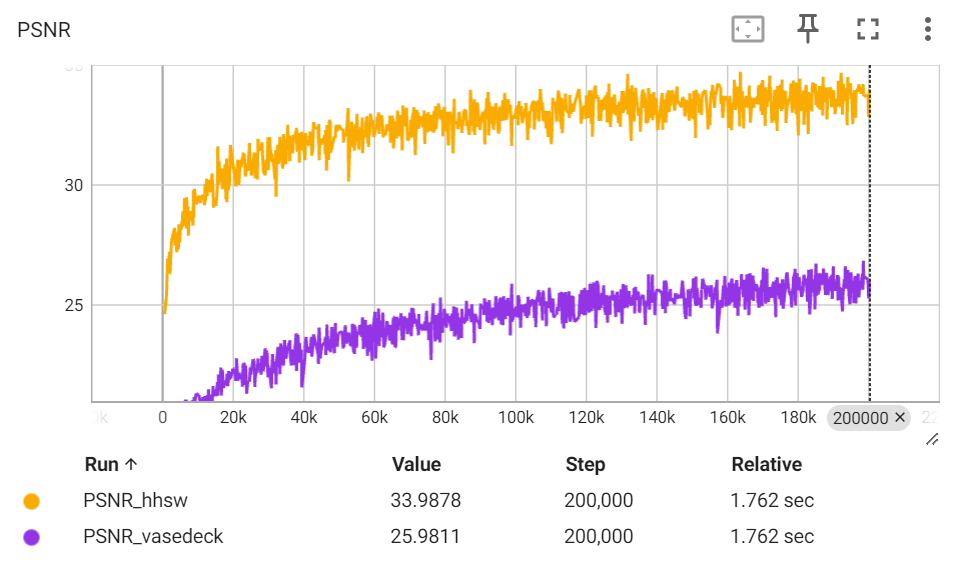 PSNR
35
30
25
0 20k 40k 60k 80k 100k 120k 140k 160k 180k 200000 ✕
Run ↑ Value Step Relative
PSNR_hhsw 33.9878 200,000 1.762 sec
PSNR_vasedeck 25.9811 200,000 1.762 sec